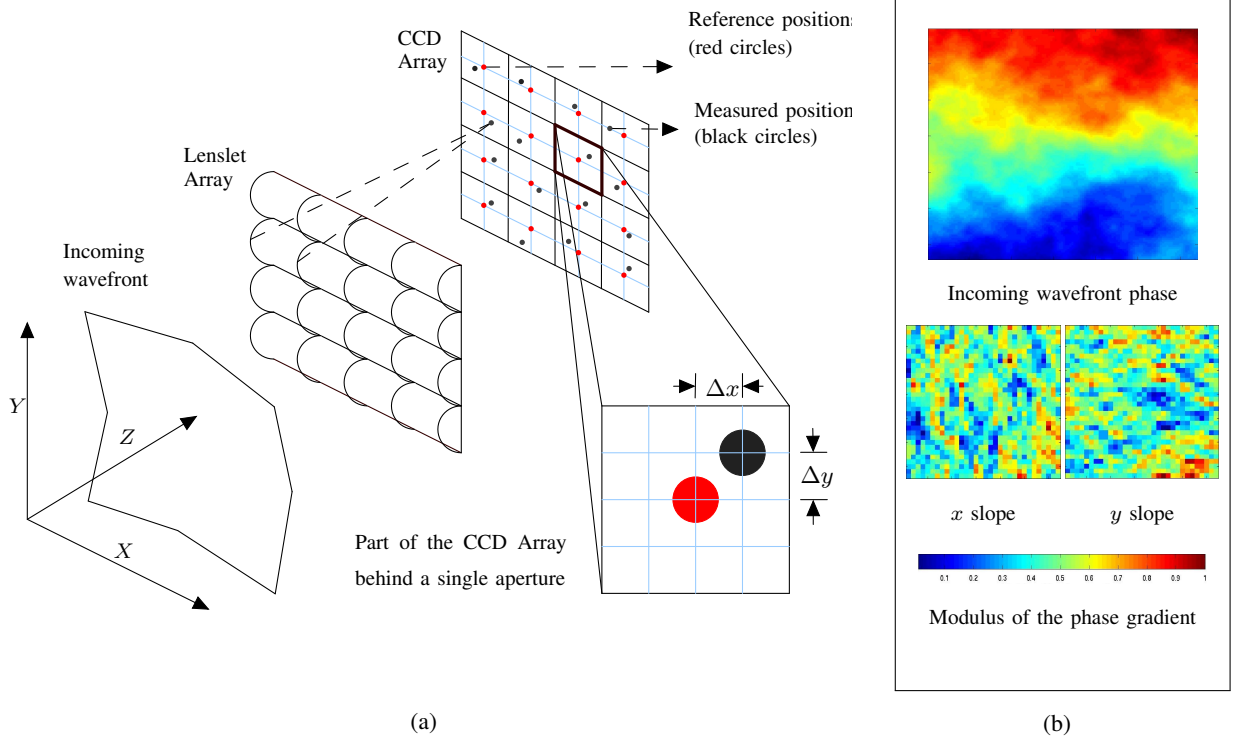 Reference position
(red circles)
CCD
Array
Measured position
(black circles)
Lenslet
Array
Incoming
wavefront
Y
Z
X
Δx
Δy
Part of the CCD Array
behind a single aperture
(a)
Incoming wavefront phase
x slope
y slope
0.1 0.2 0.3 0.4 0.5 0.6 0.7 0.8 0.9 1
Modulus of the phase gradient
(b)